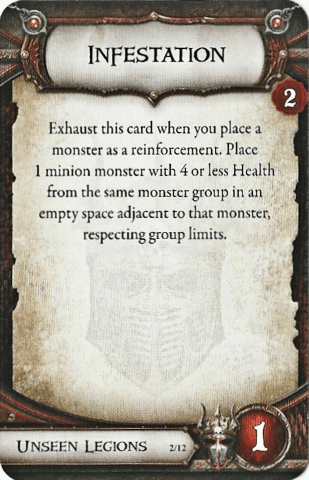 Infestation
2
Exhaust this card when you place a
monster as a reinforcement. Place
1 minion monster with 4 or less Health
from the same monster group in an
empty space adjacent to that monster,
respecting group limits.
Unseen Legions 2/12
1